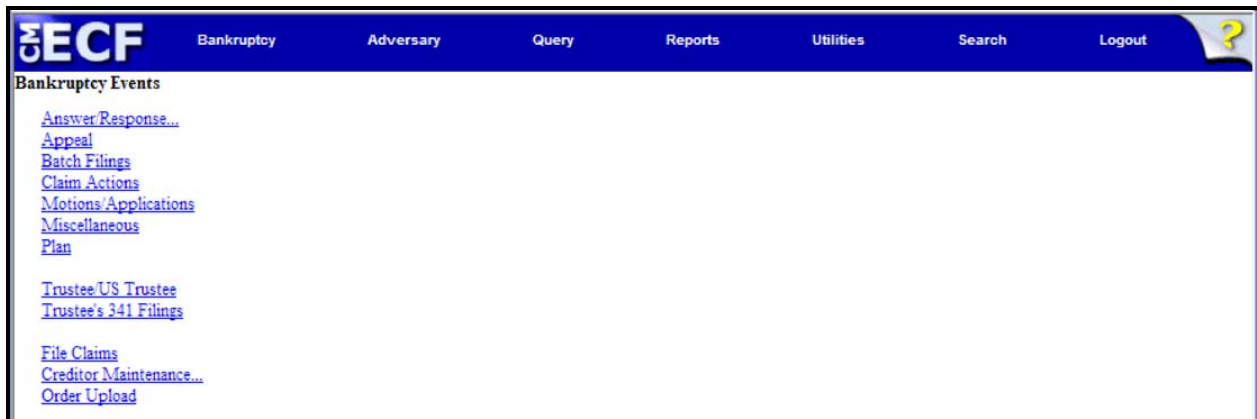 CM ECF Bankruptcy Adversary Query Reports Utilities Search Logout ?
Bankruptcy Events
Answer/Response...
Appeal
Batch Filings
Claim Actions
Motions/Applications
Miscellaneous
Plan
Trustee/US Trustee
Trustee's 341 Filings
File Claims
Creditor Maintenance...
Order Upload